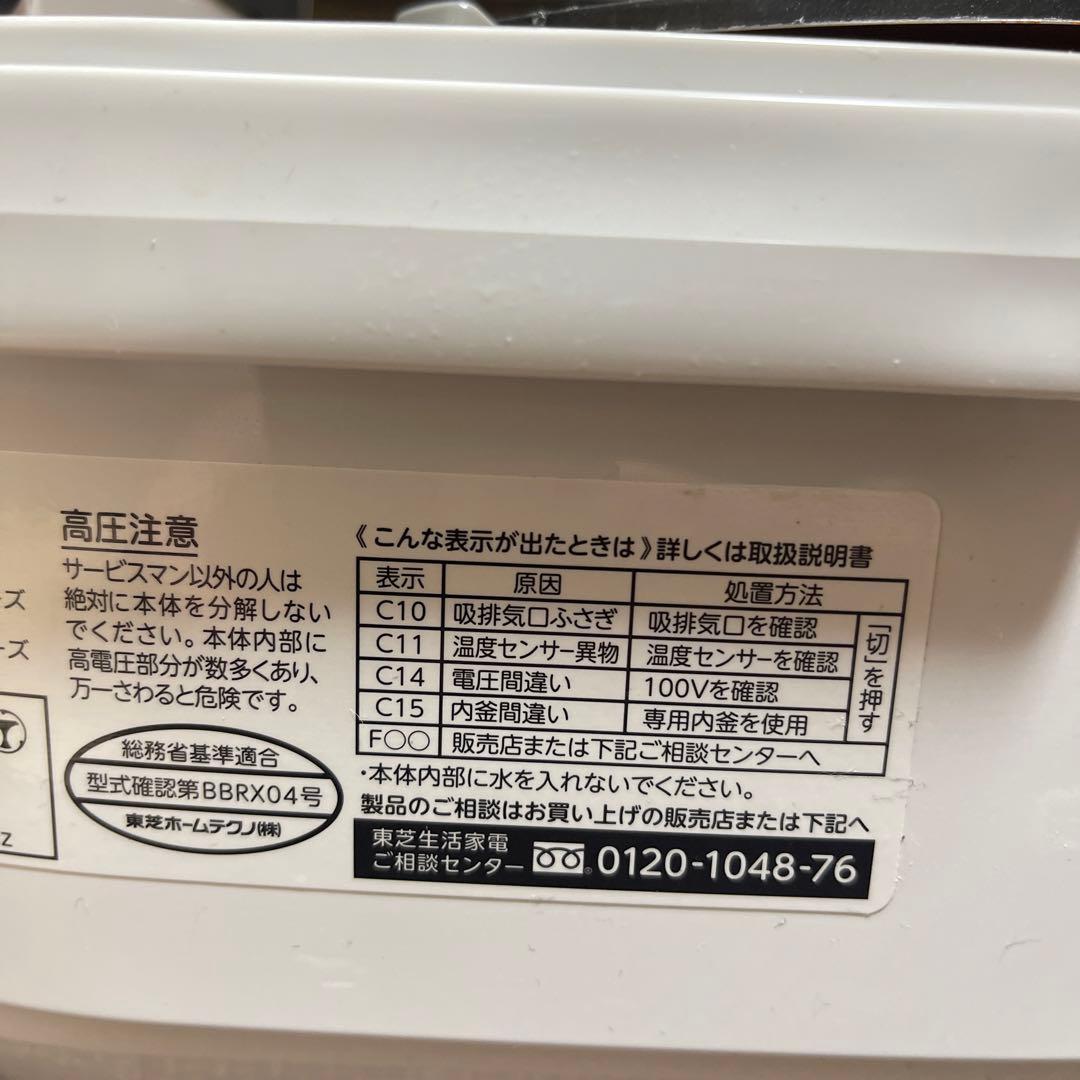 ーズ
ーズ
Z
高圧注意
サービスマン以外の人は
絶対に本体を分解しない
でください。本体内部に
高電圧部分が数多くあり、
万一さわると危険です。
総務省基準適合
型式確認第BBRX04号
東芝ホームテクノ(株)
《こんな表示が出たときは》詳しくは取扱説明書
表示 原因 処置方法
C10 吸排気口ふさぎ 吸排気口を確認
C11 温度センサー異物 温度センサーを確認
C14 電圧間違い 100Vを確認
C15 内釜間違い 専用内釜を使用
「切」を押す
F○○ 販売店または下記ご相談センターへ
・本体内部に水を入れないでください。
製品のご相談はお買い上げの販売店または下記へ
東芝生活家電
ご相談センター 0120-1048-76